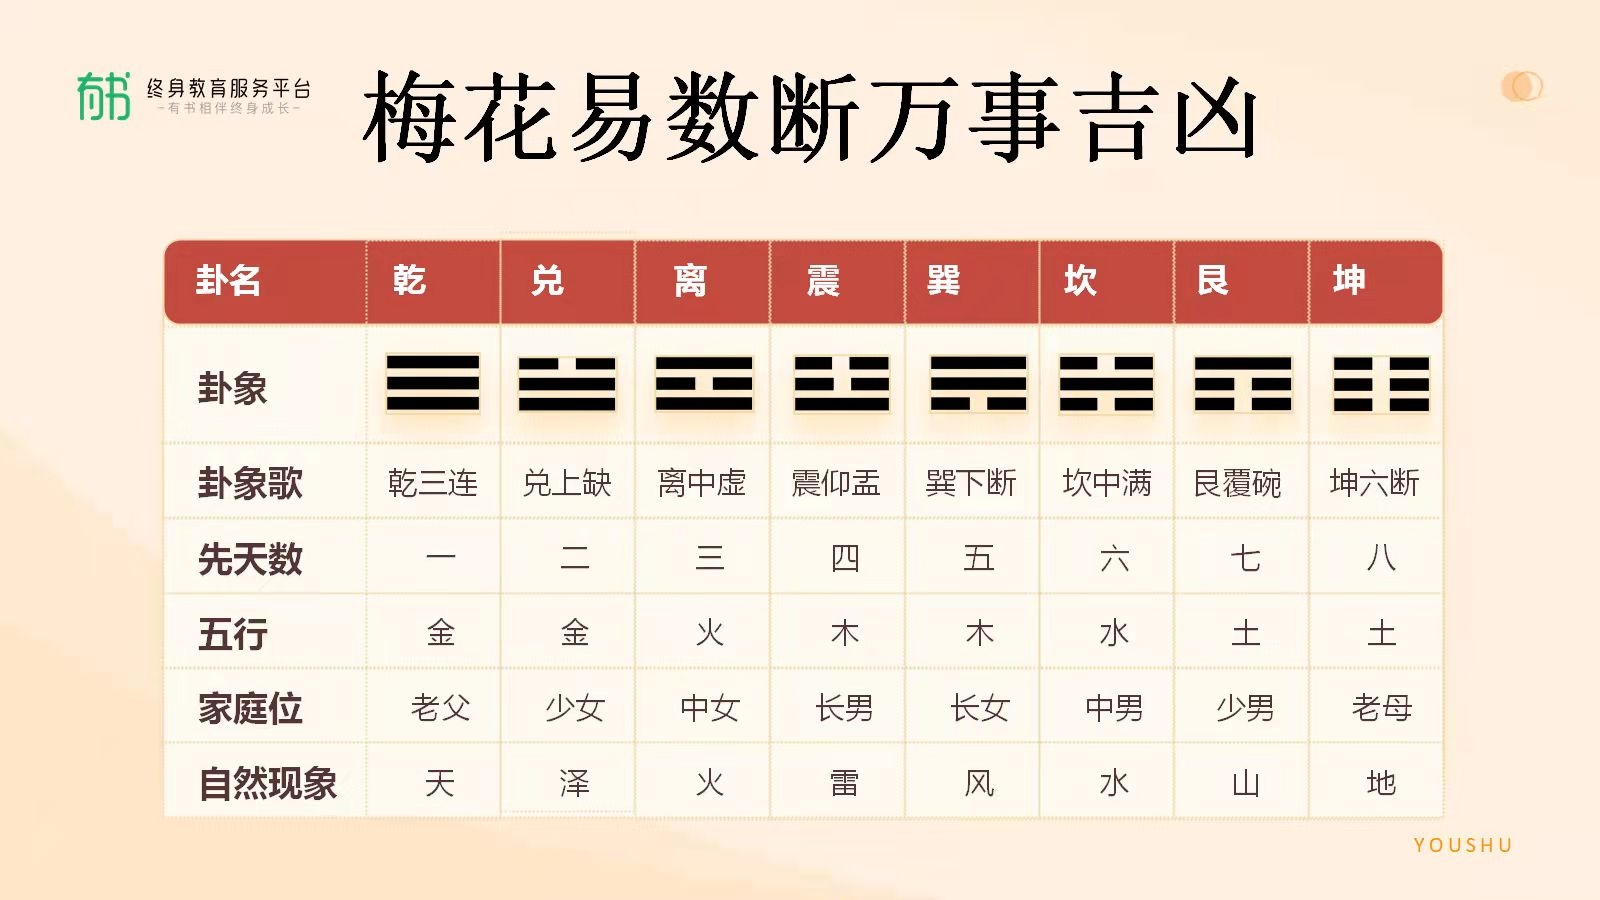 有书 终身教育服务平台
-有书相伴终身成长-
梅花易数断万事吉凶
卦名 乾 兑 离 震 巽 坎 艮 坤
卦象
卦象歌 乾三连 兑上缺 离中虚 震仰盂 巽下断 坎中满 艮覆碗 坤六断
先天数 一 二 三 四 五 六 七 八
五行 金 金 火 木 木 水 土 土
家庭位 老父 少女 中女 长男 长女 中男 少男 老母
自然现象 天 泽 火 雷 风 水 山 地
YOUSHU